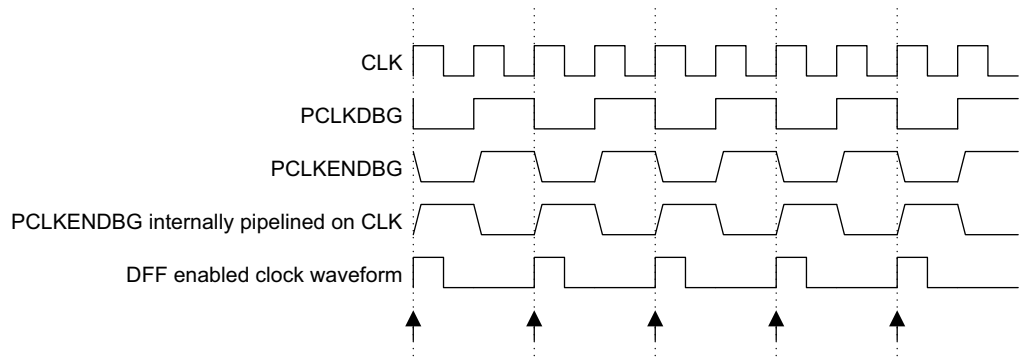 CLK
PCLKDBG
PCLKENDBG
PCLKENDBG internally pipelined on CLK
DFF enabled clock waveform